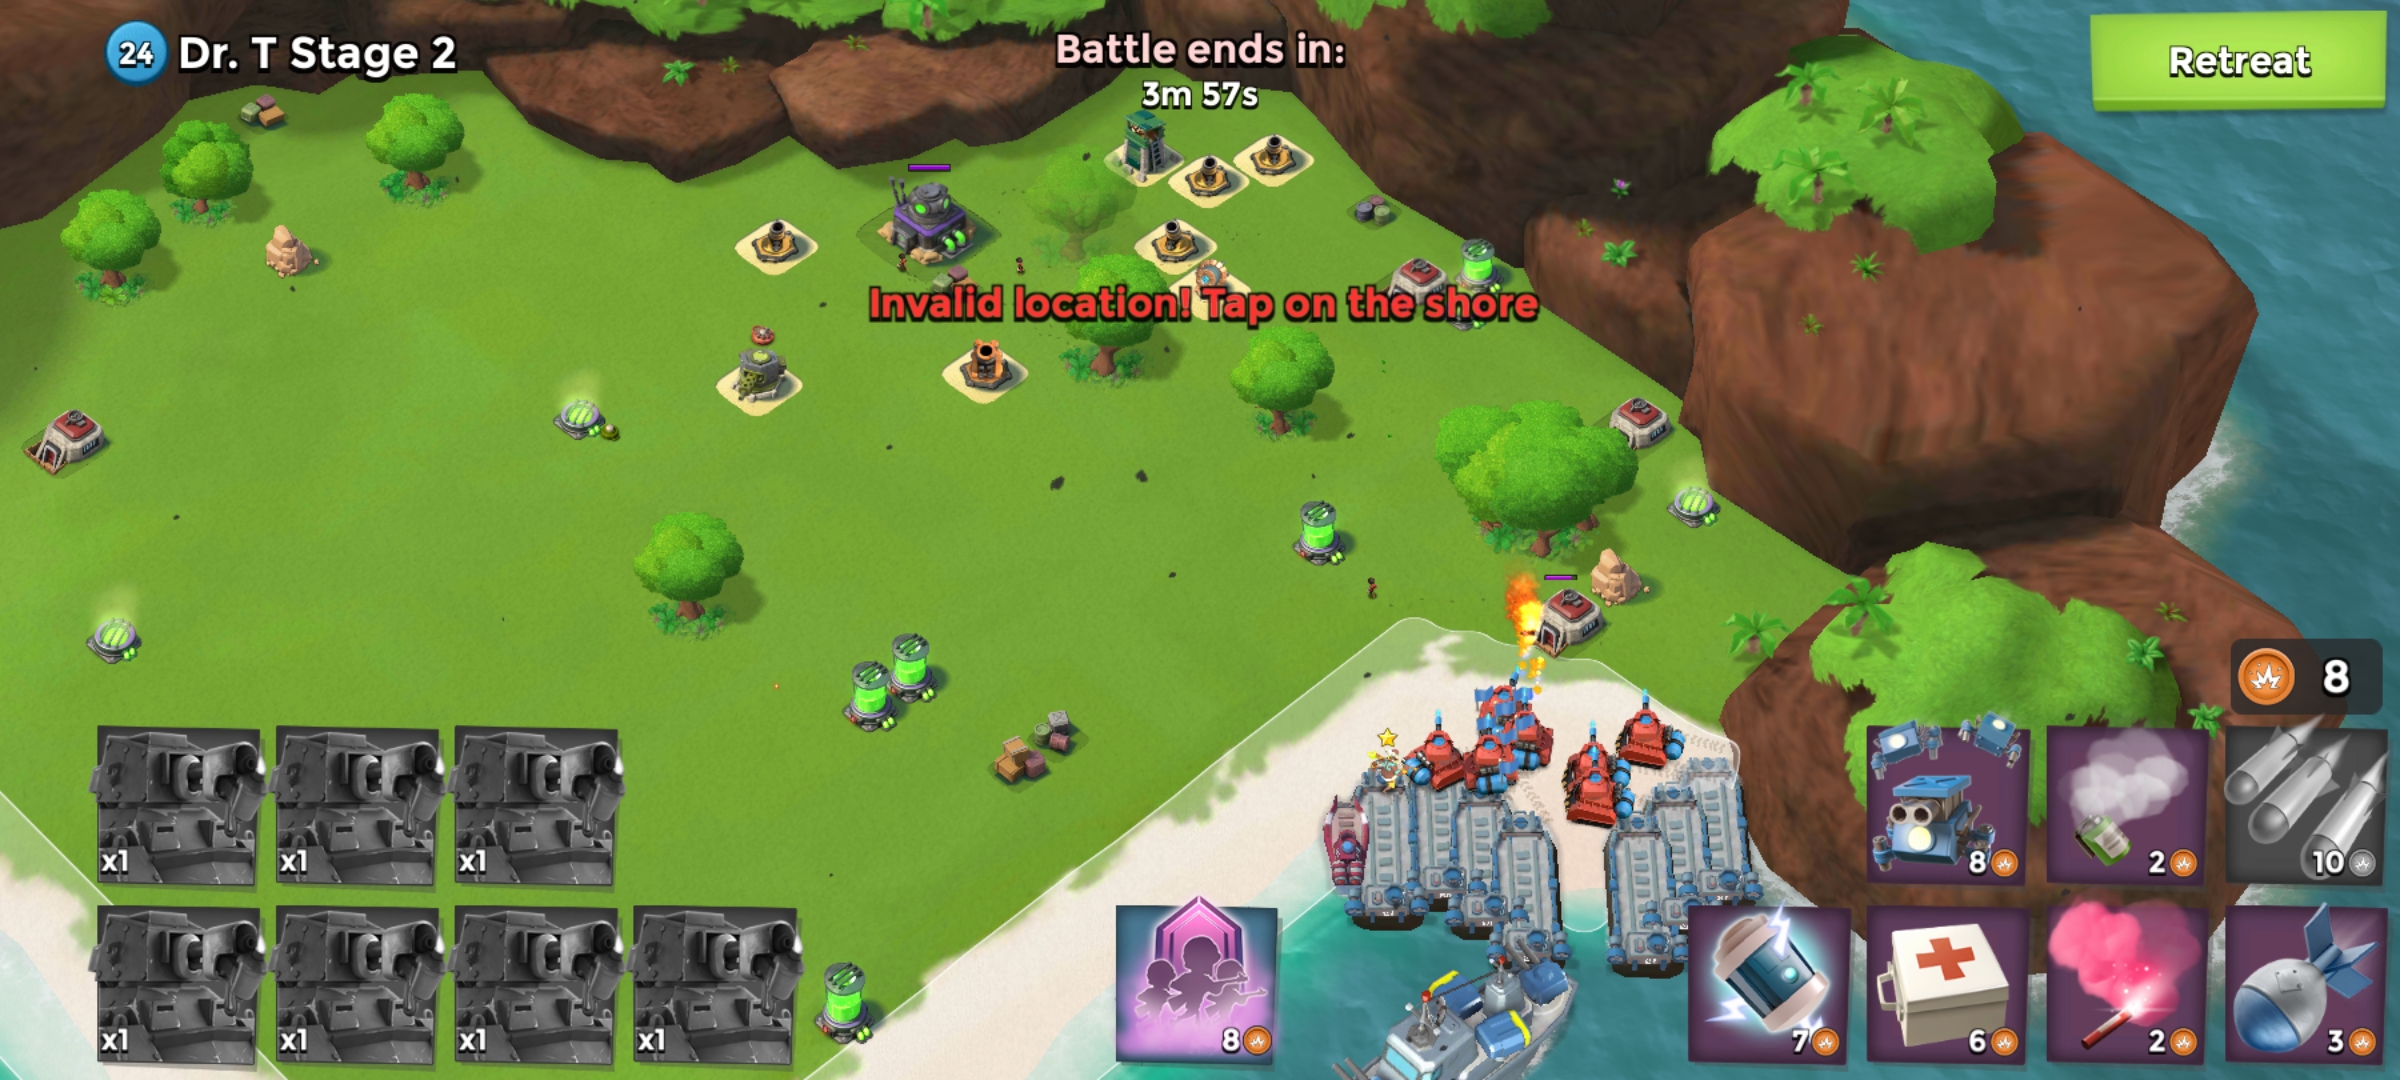 24 Dr. T Stage 2
Battle ends in:
3m 57s
Retreat
Invalid location! Tap on the shore
8
x1 x1 x1
8 2 10
x1 x1 x1 x1
8 7 6 2 3